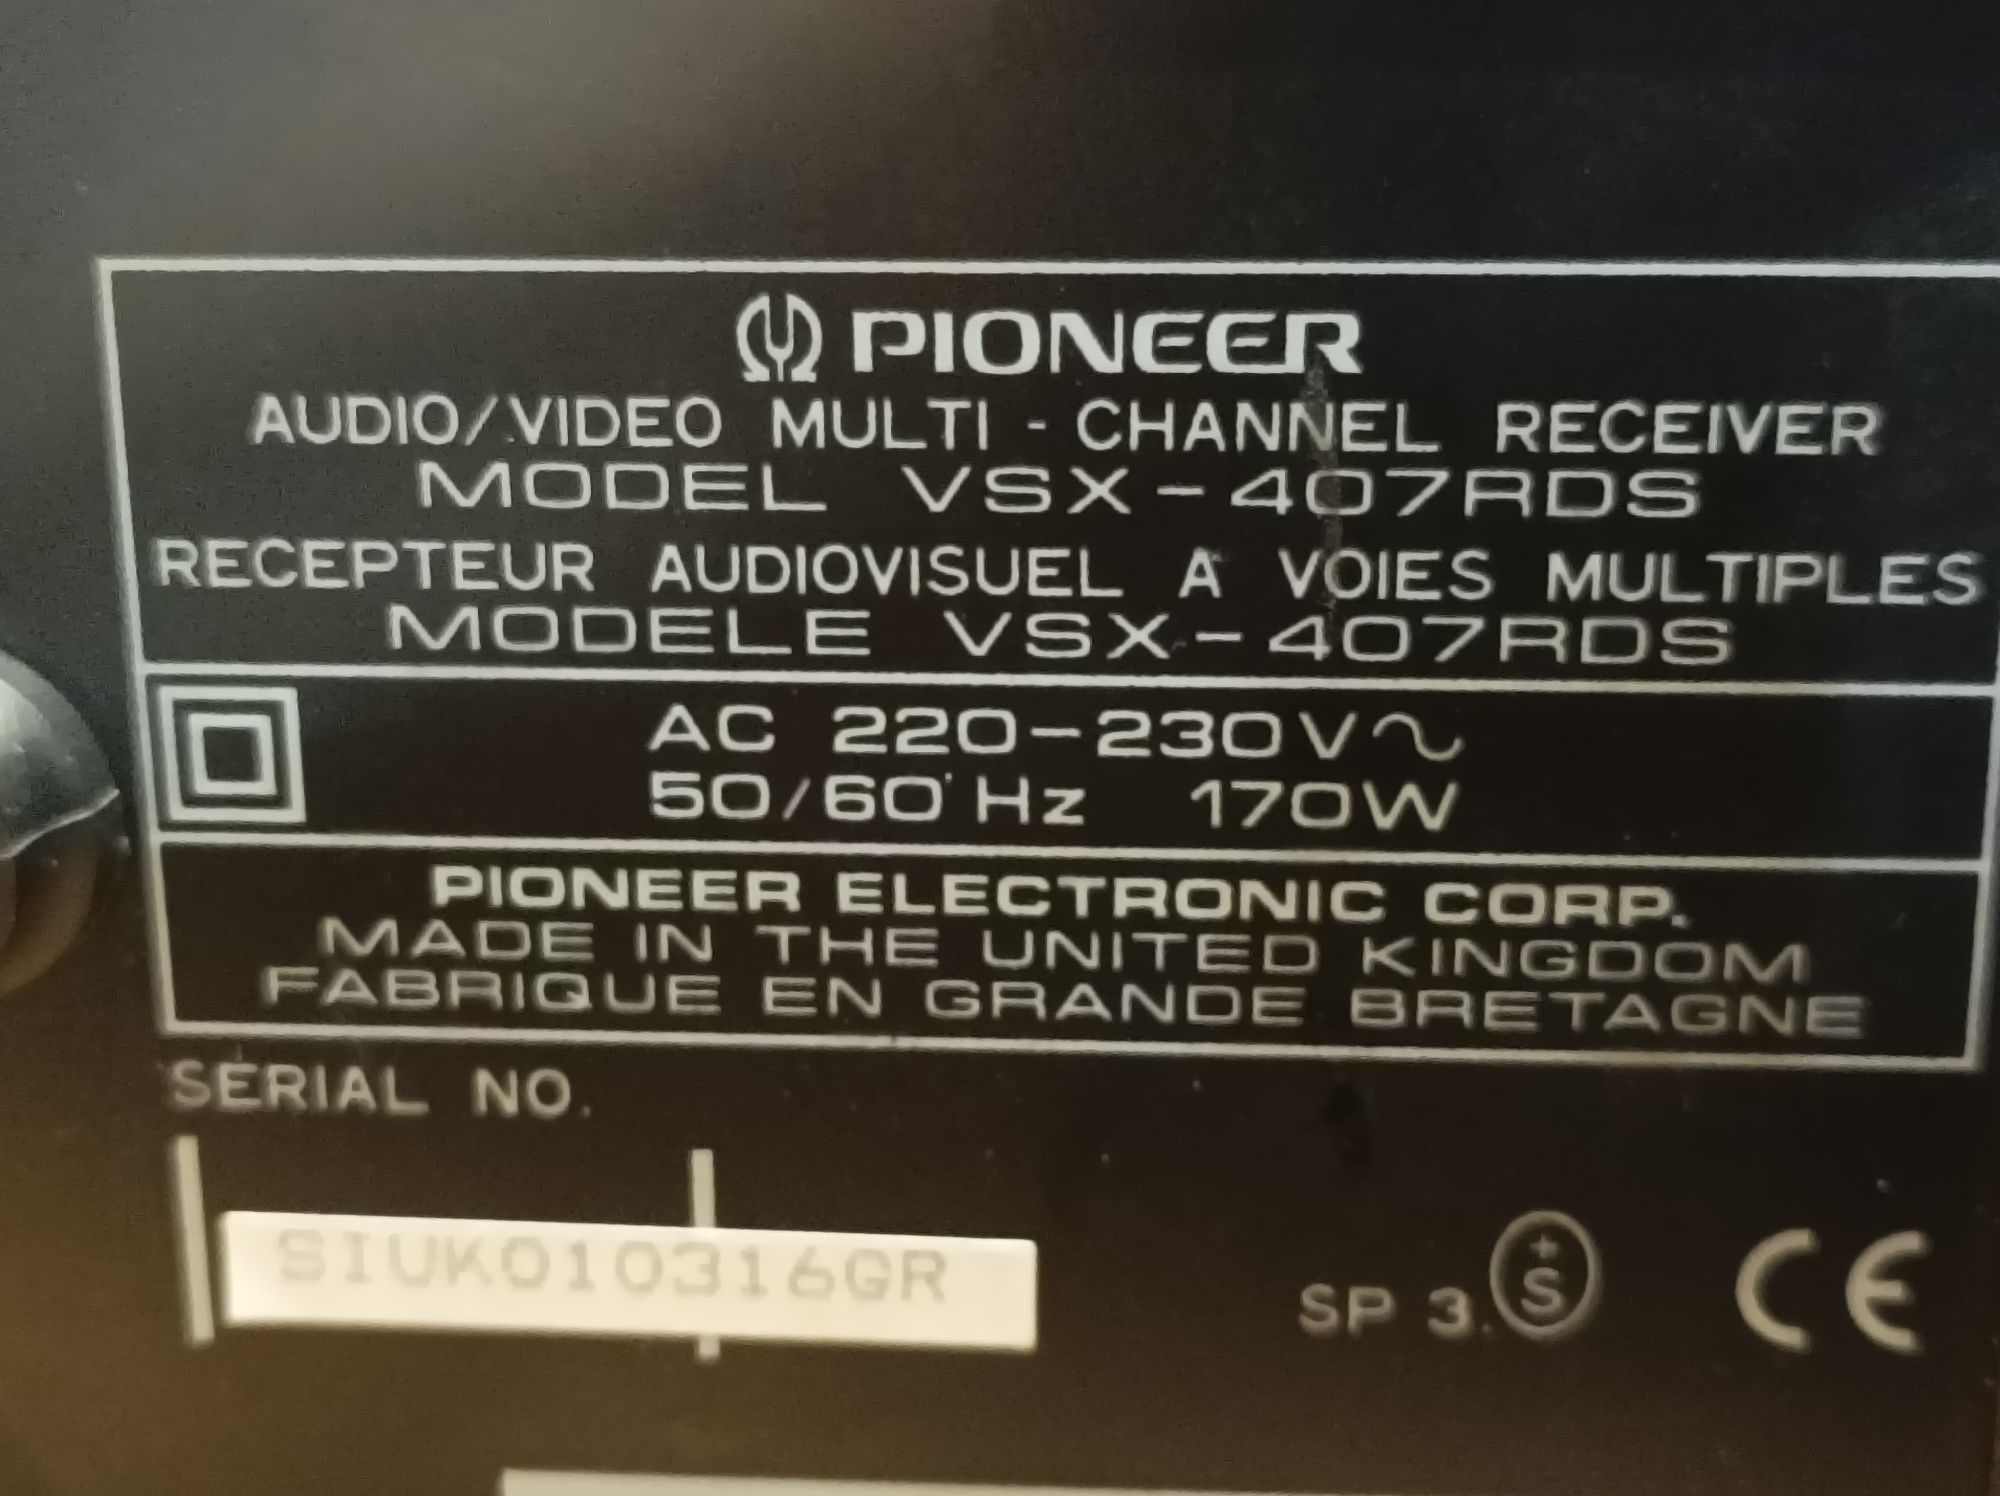 PIONEER
AUDIO/VIDEO MULTI - CHANNEL RECEIVER
MODEL VSX-407RDS
RECEPTEUR AUDIOVISUEL A VOIES MULTIPLES
MODELE VSX-407RDS
AC 220-230V~
50/60 Hz 170W
PIONEER ELECTRONIC CORP.
MADE IN THE UNITED KINGDOM
FABRIQUE EN GRANDE BRETAGNE
SERIAL NO.
SIUK010316GR
SP 3. +S CE